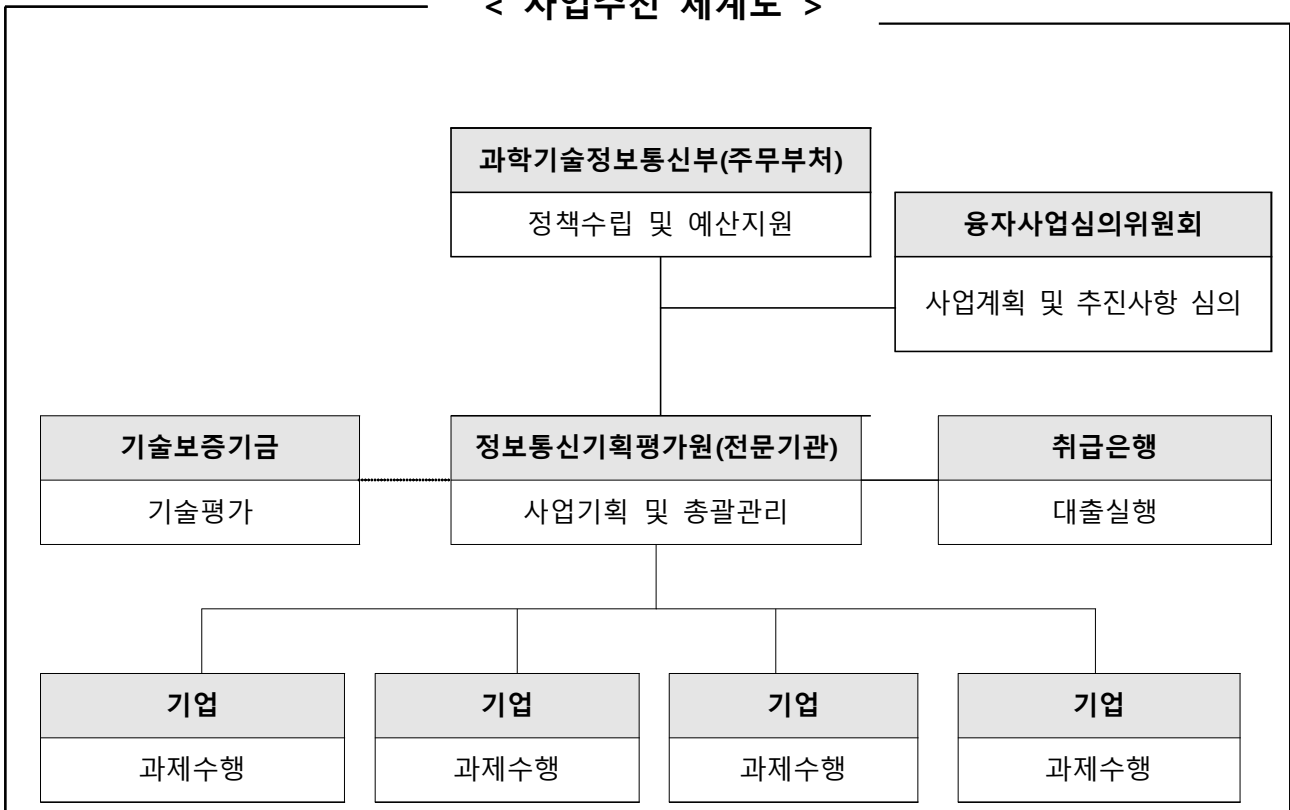 < 사업추진 체계도 >
과학기술정보통신부(주무부처)
정책수립 및 예산지원
융자사업심의위원회
사업계획 및 추진사항 심의
기술보증기금
기술평가
정보통신기획평가원(전문기관)
사업기획 및 총괄관리
취급은행
대출실행
기업
과제수행
기업
과제수행
기업
과제수행
기업
과제수행